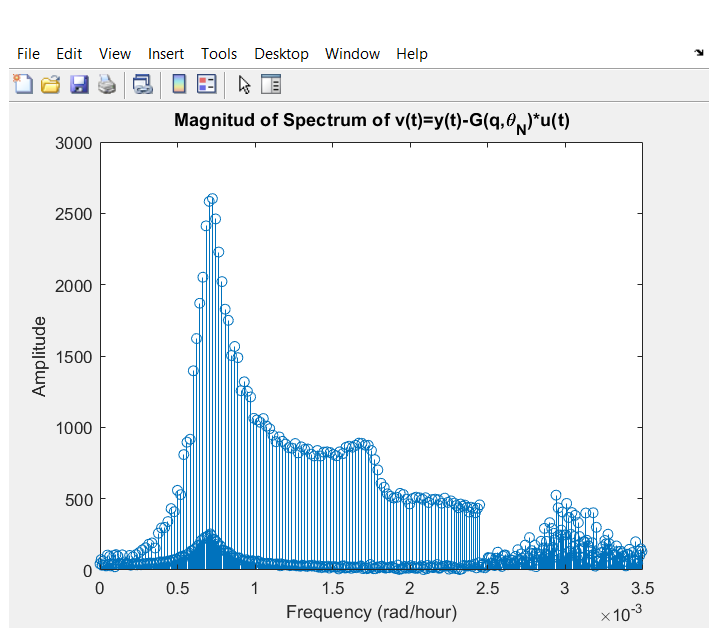 File Edit View Insert Tools Desktop Window Help
Magnitud of Spectrum of v(t)=y(t)-G(q,θ_N)*u(t)
3000
2500
2000
1500
1000
500
0
Amplitude
0 0.5 1 1.5 2 2.5 3 3.5
Frequency (rad/hour)
×10^-3